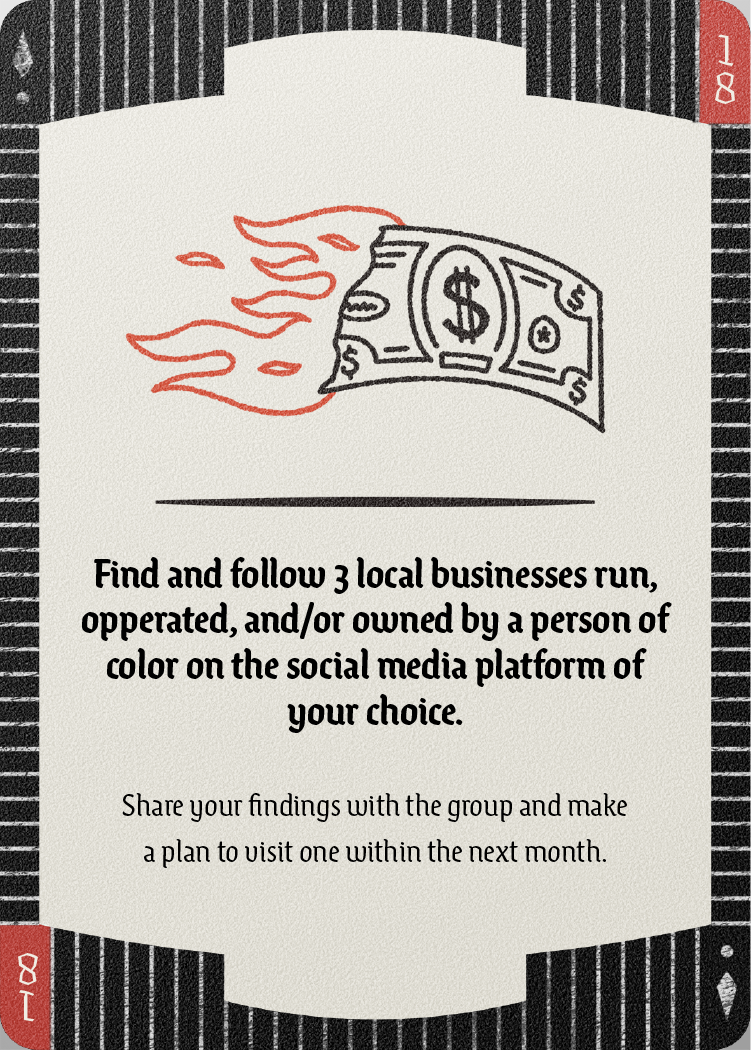 18
$
$
$
$
Find and follow 3 local businesses run,
opperated, and/or owned by a person of
color on the social media platform of
your choice.
Share your findings with the group and make
a plan to visit one within the next month.
18